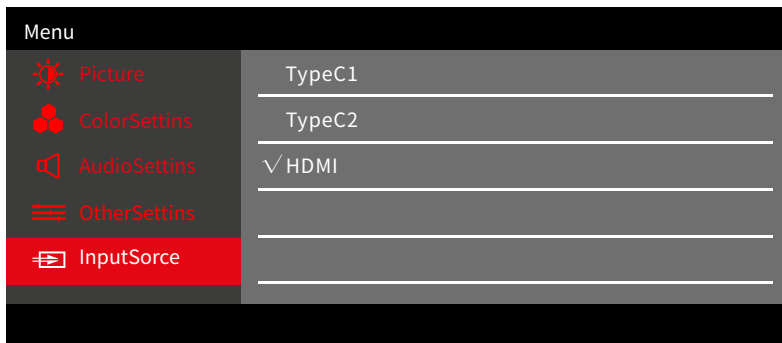 Menu
Picture
ColorSettins
AudioSettins
OtherSettins
InputSorce
TypeC1
TypeC2
√HDMI